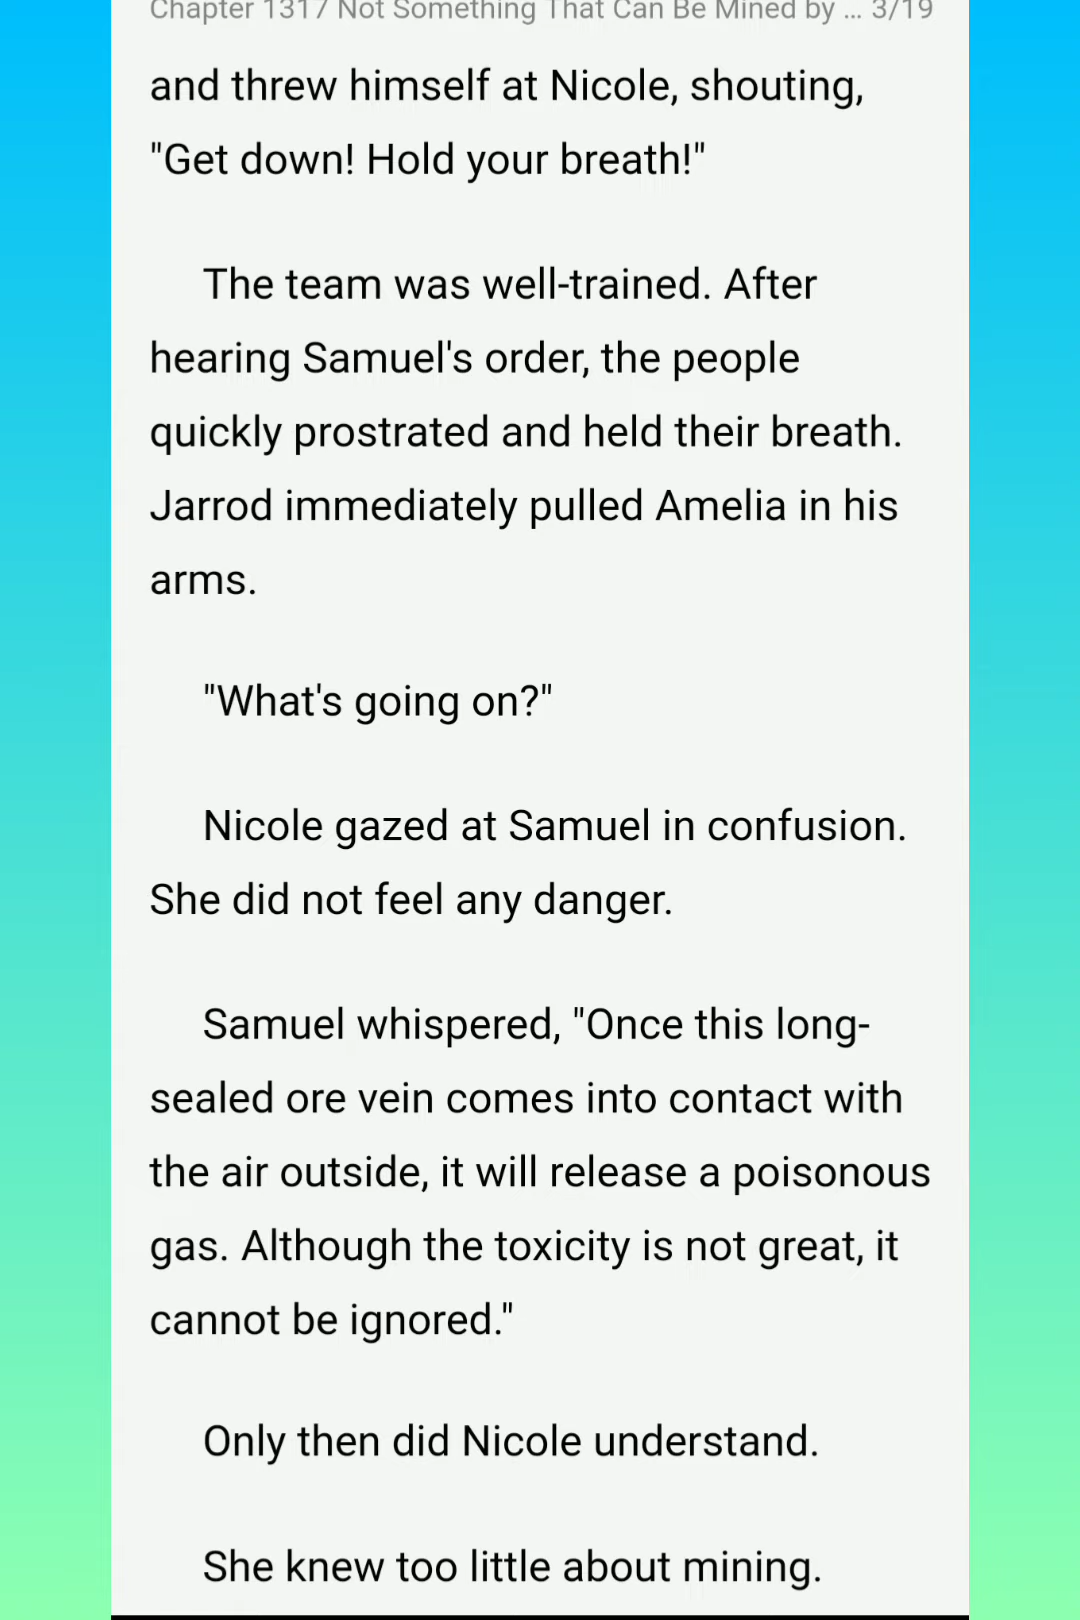 Chapter 1317 Not Something That Can Be Mined by ... 3/19
and threw himself at Nicole, shouting,
"Get down! Hold your breath!"
The team was well-trained. After
hearing Samuel's order, the people
quickly prostrated and held their breath.
Jarrod immediately pulled Amelia in his
arms.
"What's going on?"
Nicole gazed at Samuel in confusion.
She did not feel any danger.
Samuel whispered, "Once this long-
sealed ore vein comes into contact with
the air outside, it will release a poisonous
gas. Although the toxicity is not great, it
cannot be ignored."
Only then did Nicole understand.
She knew too little about mining.